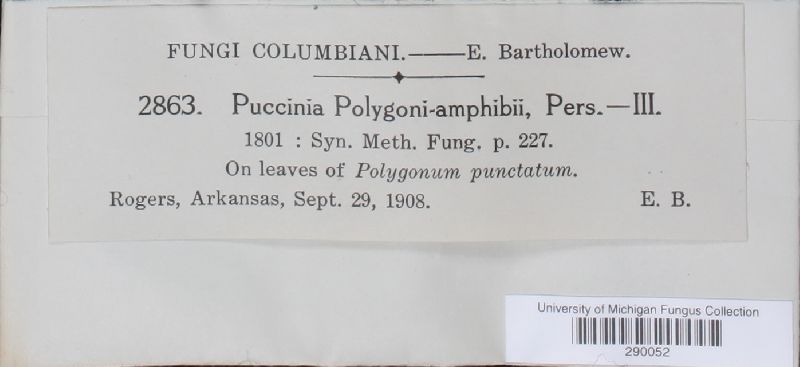 FUNGI COLUMBIANI.——E. Bartholomew.
2863. Puccinia Polygoni-amphibii, Pers.—III.
1801 : Syn. Meth. Fung. p. 227.
On leaves of Polygonum punctatum.
Rogers, Arkansas, Sept. 29, 1908. E. B.
University of Michigan Fungus Collection
290052